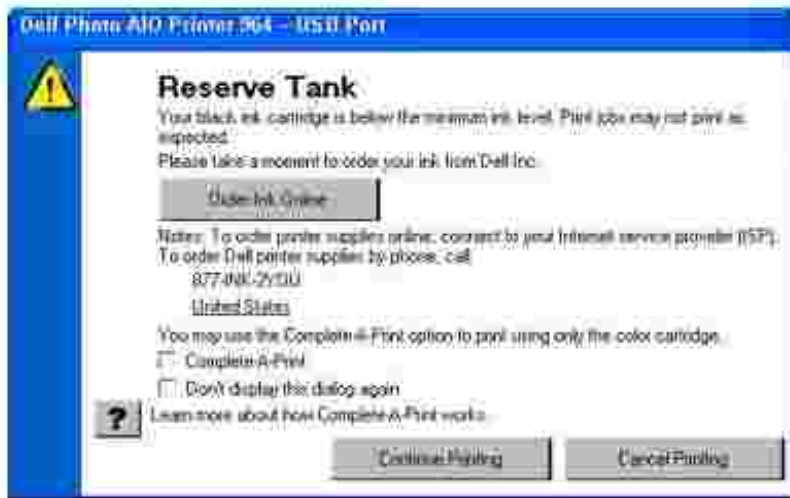 Dell Photo AIO Printer 964 - USB Port
Reserve Tank
Your black ink cartridge is below the minimum ink level. Print jobs may not print as
expected.
Please take a moment to order your ink from Dell Inc.
Order Ink Online
Notes: To order printer supplies online, connect to your Internet service provider (ISP).
To order Dell printer supplies by phone, call
877-INK-2YOU
United States
You may use the Complete-A-Print option to print using only the color cartridge.
Complete-A-Print
Don't display this dialog again
? Learn more about how Complete-A-Print works.
Continue Printing
Cancel Printing